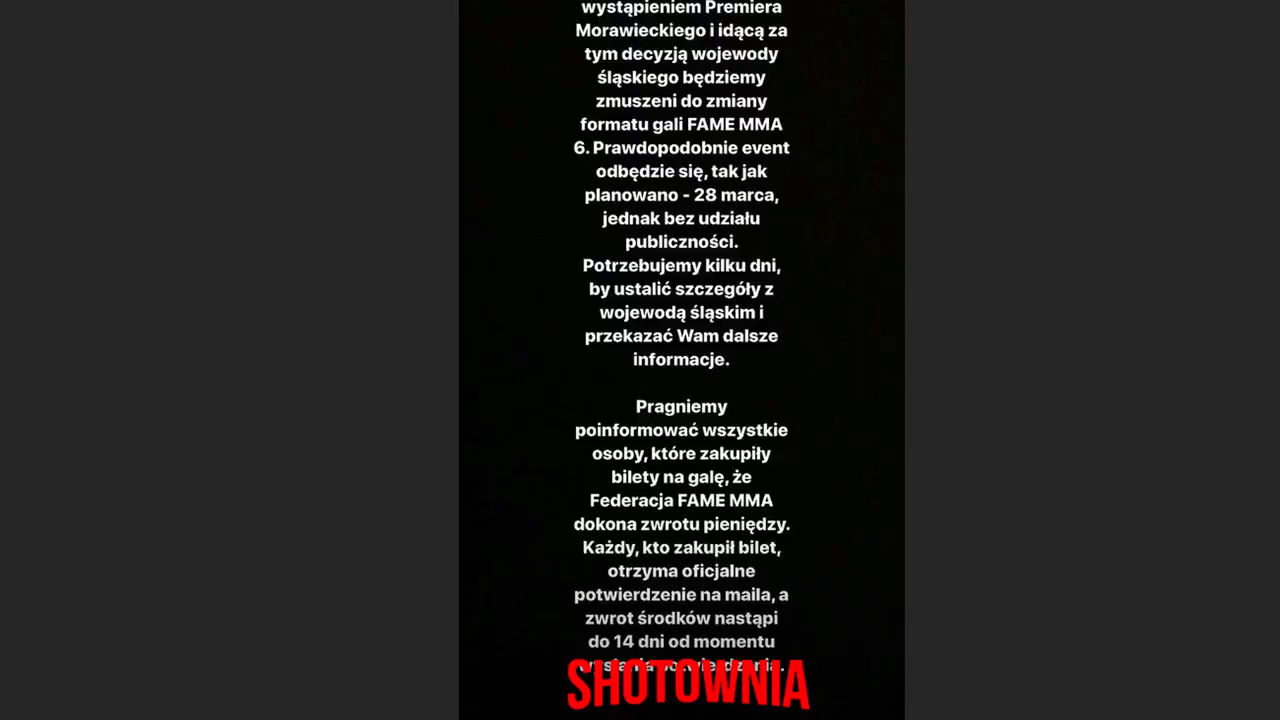 wystąpieniem Premiera
Morawieckiego i idącą za
tym decyzją wojewody
śląskiego będziemy
zmuszeni do zmiany
formatu gali FAME MMA
6. Prawdopodobnie event
odbędzie się, tak jak
planowano - 28 marca,
jednak bez udziału
publiczności.
Potrzebujemy kilku dni,
by ustalić szczegóły z
wojewodą śląskim i
przekazać Wam dalsze
informacje.
Pragniemy
poinformować wszystkie
osoby, które zakupiły
bilety na galę, że
Federacja FAME MMA
dokona zwrotu pieniędzy.
Każdy, kto zakupił bilet,
otrzyma oficjalne
potwierdzenie na maila, a
zwrot środków nastąpi
do 14 dni od momentu
SHOTOWNIA